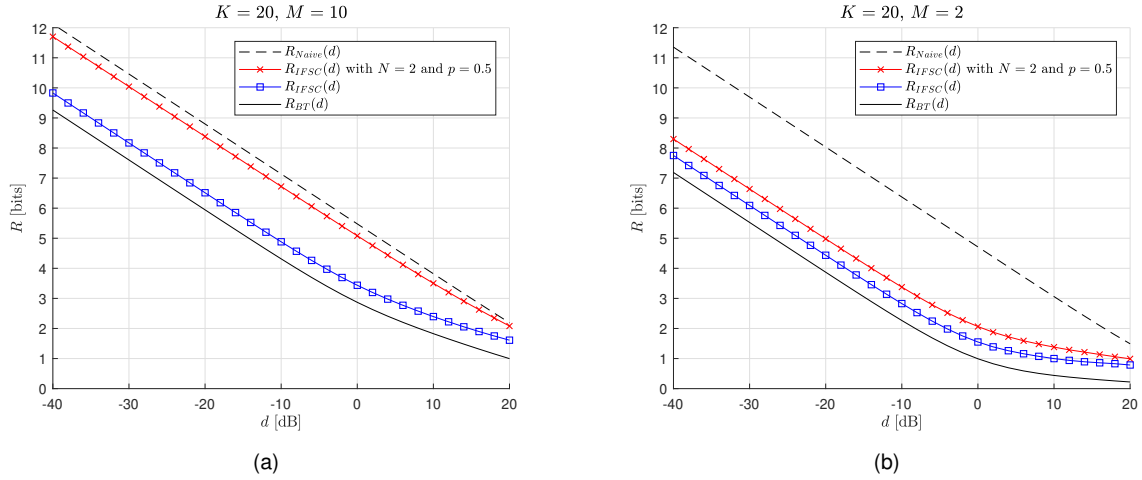 K = 20, M = 10
R_Naive(d)
R_IFSC(d) with N = 2 and p = 0.5
R_IFSC(d)
R_BT(d)
12
11
10
9
8
7
6
5
4
3
2
1
0
R [bits]
-40 -30 -20 -10 0 10 20
d [dB]
(a)
K = 20, M = 2
R_Naive(d)
R_IFSC(d) with N = 2 and p = 0.5
R_IFSC(d)
R_BT(d)
12
11
10
9
8
7
6
5
4
3
2
1
0
R [bits]
-40 -30 -20 -10 0 10 20
d [dB]
(b)